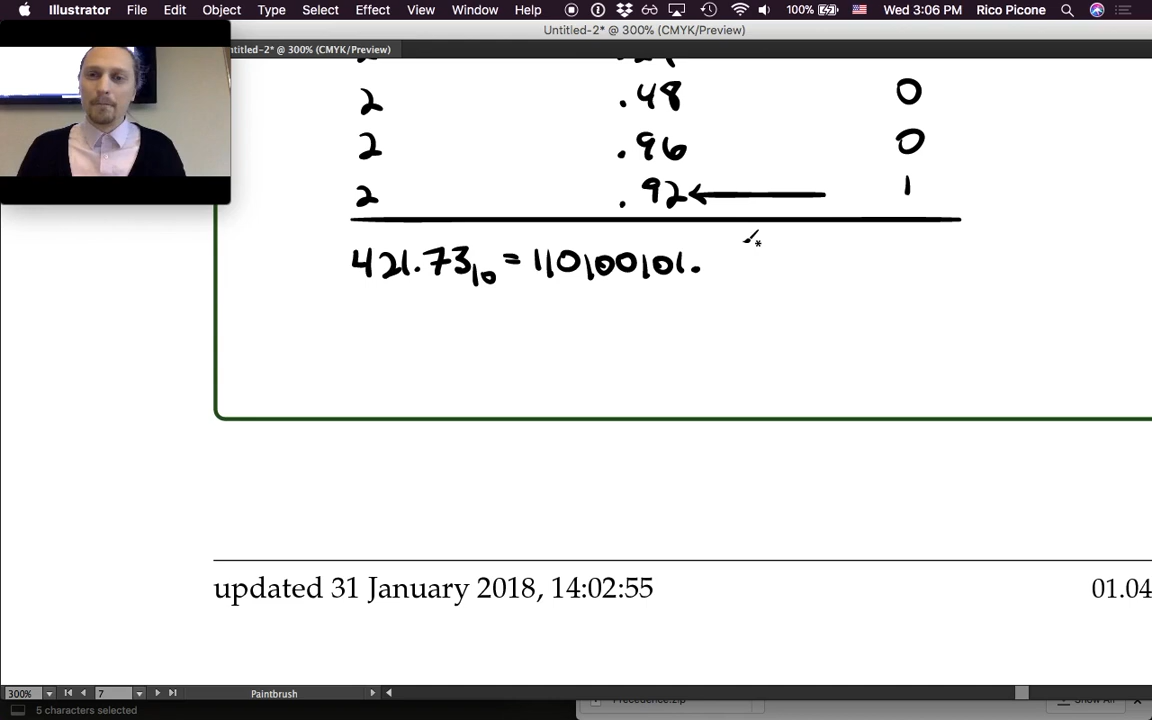 Illustrator File Edit Object Type Select Effect View Window Help 100% Wed 3:06 PM Rico Picone
Untitled-2* @ 300% (CMYK/Preview)
ntitled-2* @ 300% (CMYK/Preview)
2 .48 0
2 .96 0
2 .92 1
421.73₁₀ = 110100101.
updated 31 January 2018, 14:02:55 01.04
300% 7 Paintbrush
5 characters selected